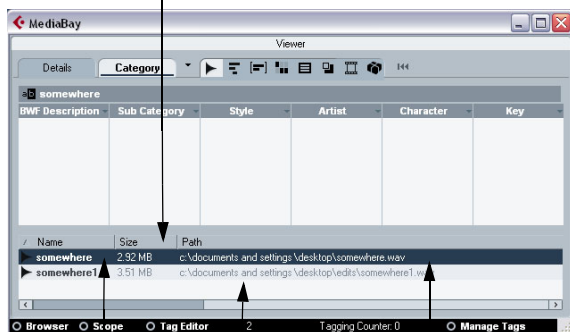 MediaBay
Viewer
Details Category
somewhere
BWF Description Sub Category Style Artist Character Key
/ Name Size Path
somewhere 2.92 MB c:\documents and settings\desktop\somewhere.wav
somewhere1 3.51 MB c:\documents and settings\desktop\edits\somewhere1.wav
Browser Scope Tag Editor 2 Tagging Counter: 0 Manage Tags